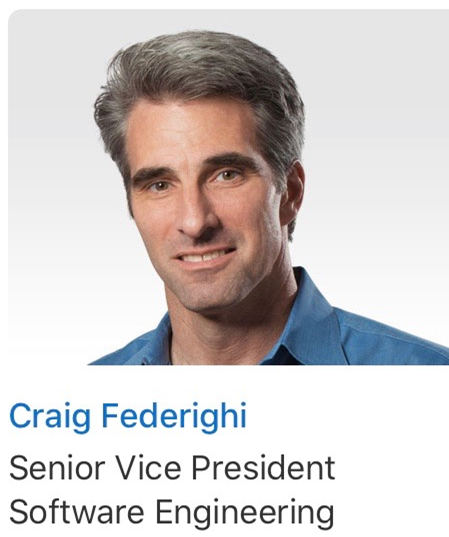 Craig Federighi
Senior Vice President
Software Engineering